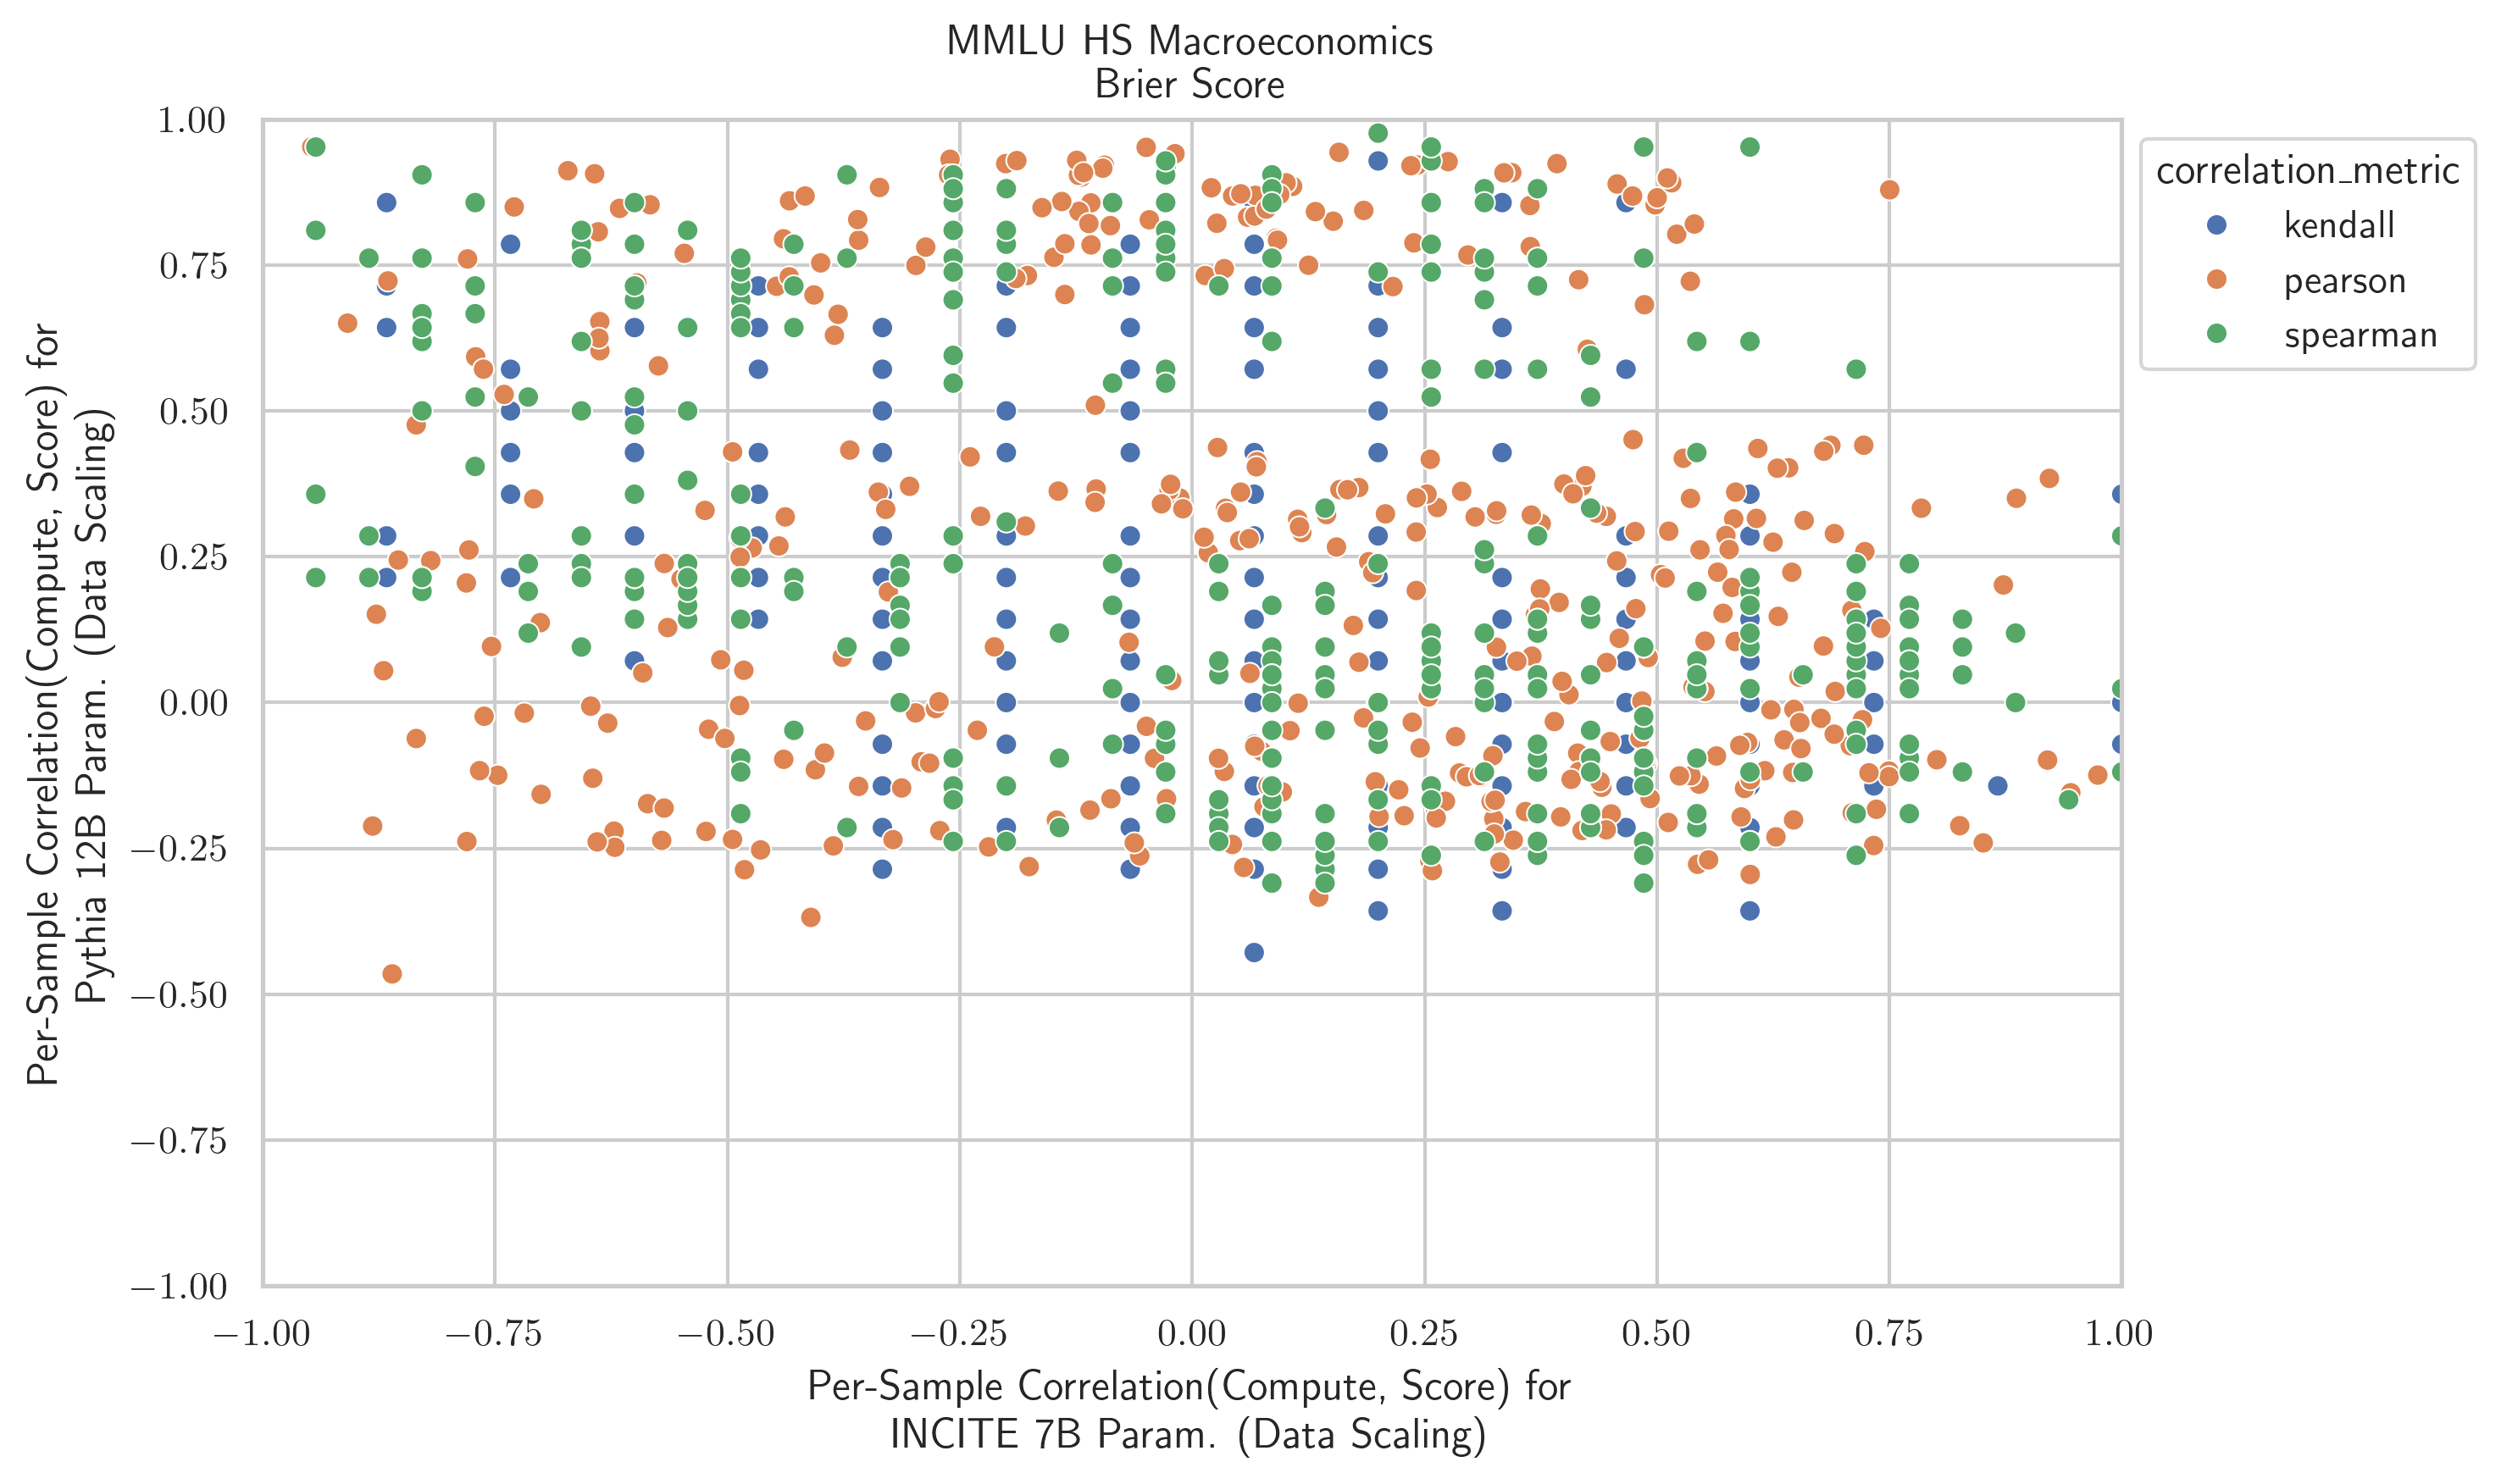 MMLU HS Macroeconomics
Brier Score
Per-Sample Correlation(Compute, Score) for
Pythia 12B Param. (Data Scaling)
1.00
0.75
0.50
0.25
0.00
−0.25
−0.50
−0.75
−1.00
−1.00
−0.75
−0.50
−0.25
0.00
0.25
0.50
0.75
1.00
Per-Sample Correlation(Compute, Score) for
INCITE 7B Param. (Data Scaling)
correlation_metric
kendall
pearson
spearman